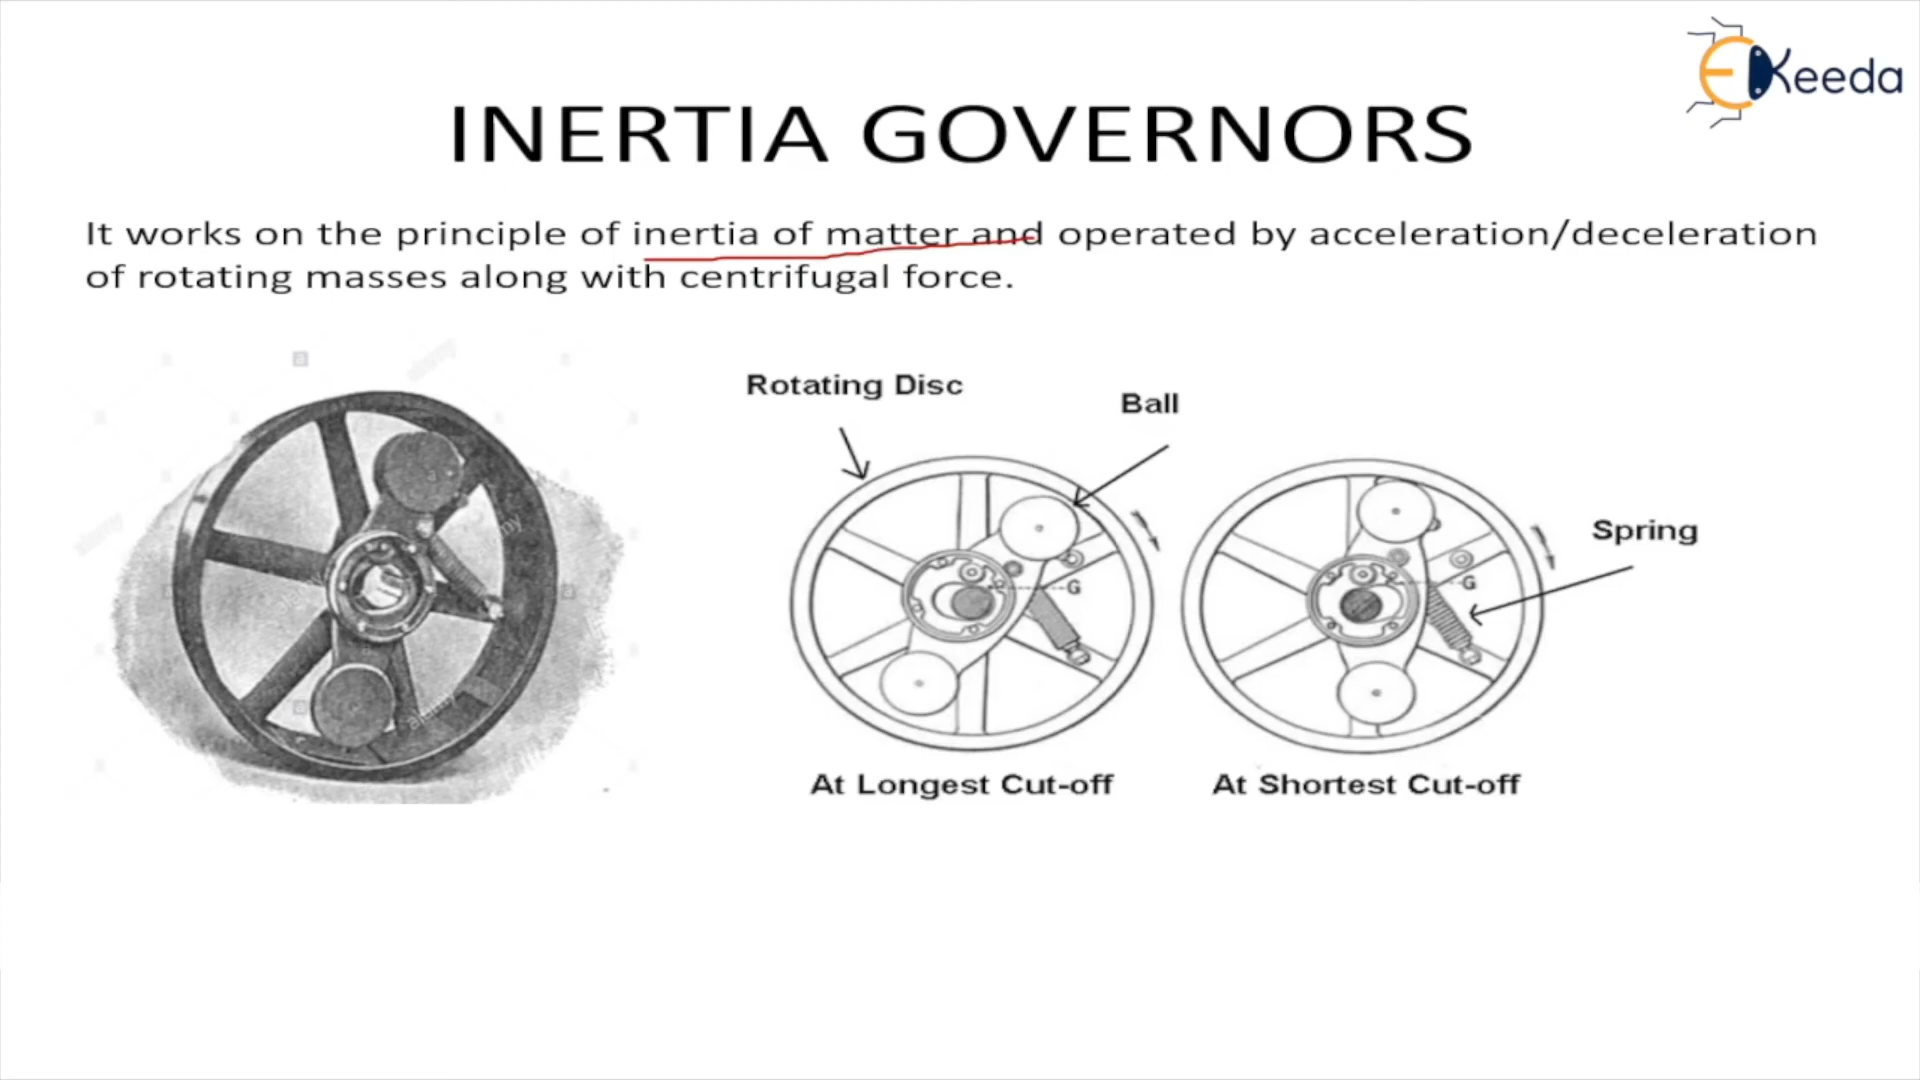 EKeeda
INERTIA GOVERNORS
It works on the principle of inertia of matter and operated by acceleration/deceleration
of rotating masses along with centrifugal force.
Rotating Disc
Ball
Spring
G
G
At Longest Cut-off
At Shortest Cut-off